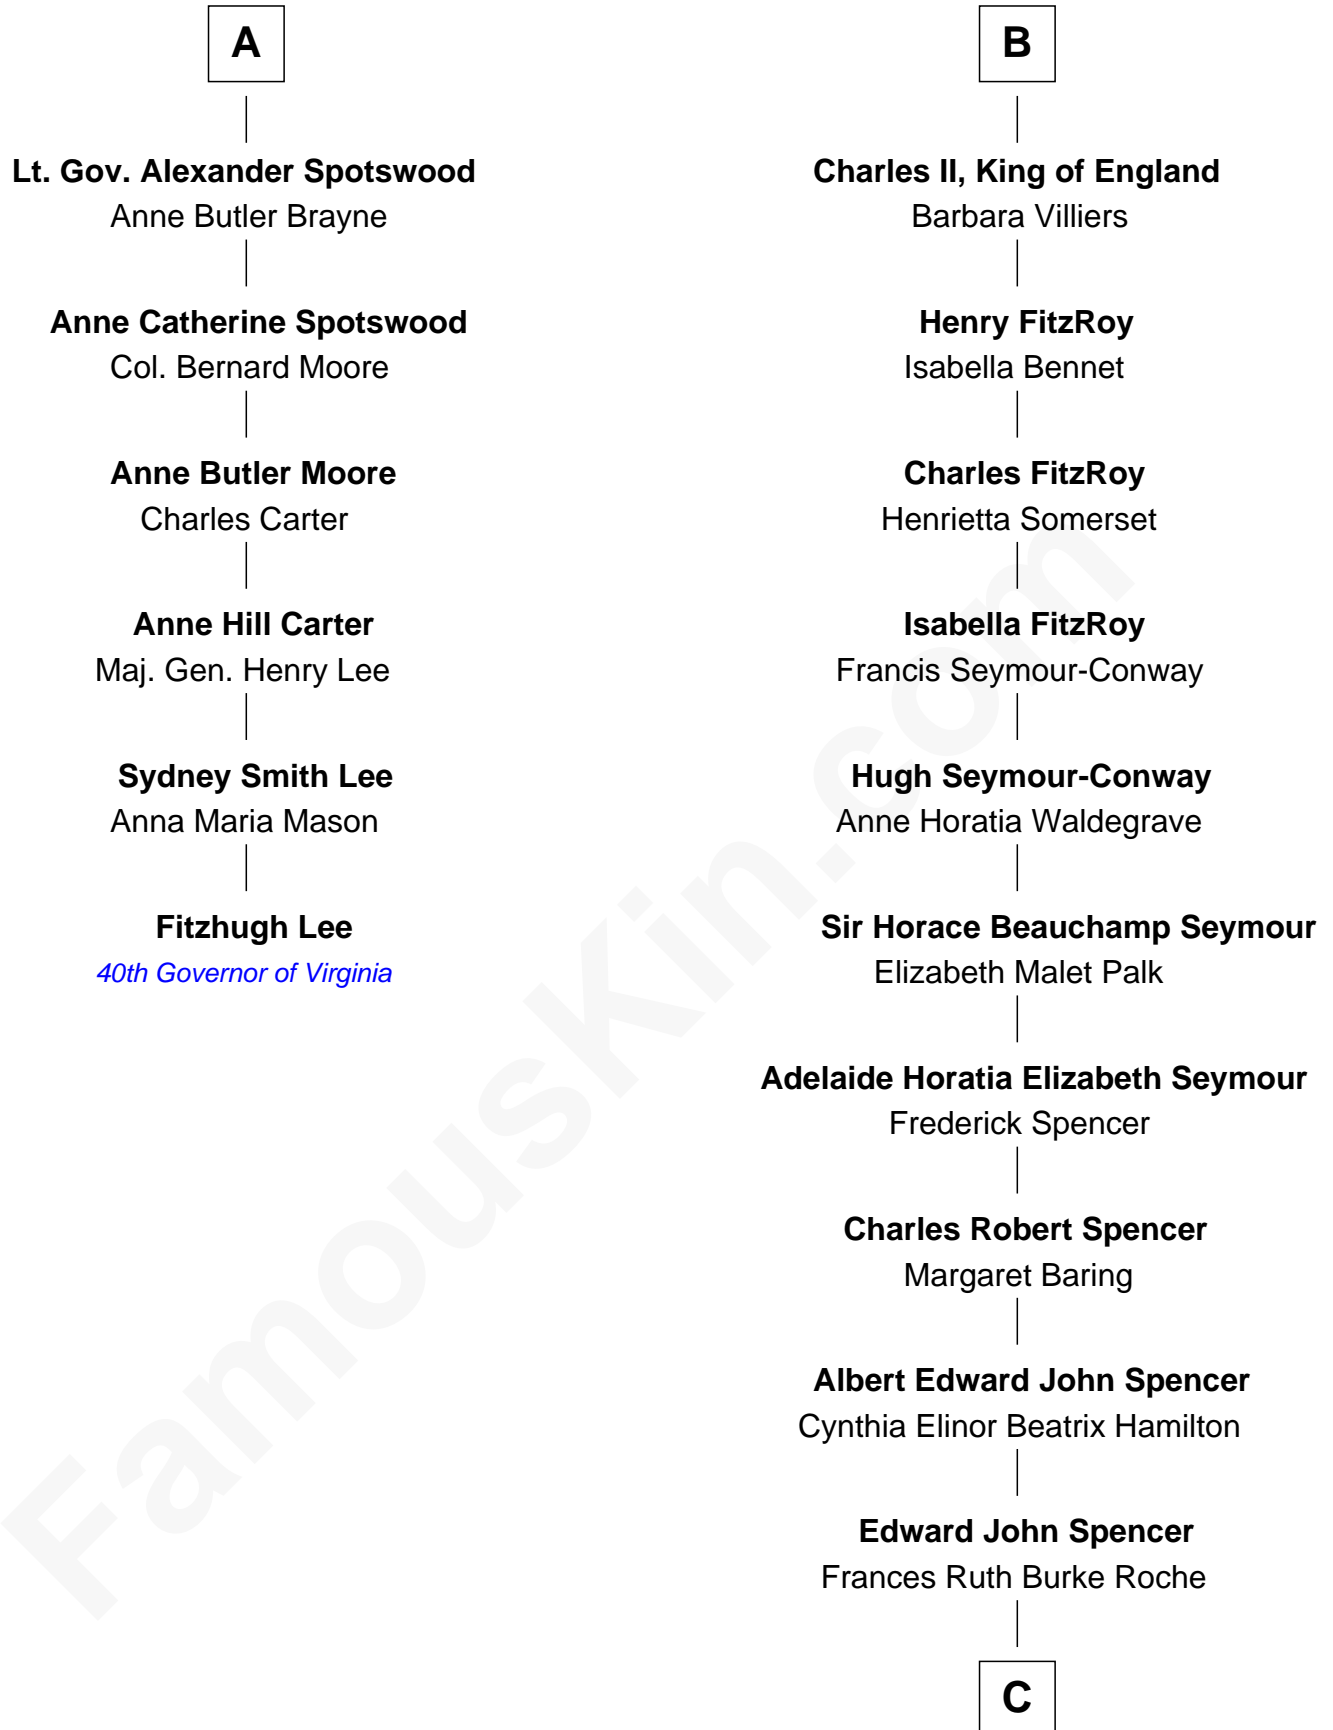 A
Lt. Gov. Alexander Spotswood
Anne Butler Brayne
Anne Catherine Spotswood
Col. Bernard Moore
Anne Butler Moore
Charles Carter
Anne Hill Carter
Maj. Gen. Henry Lee
Sydney Smith Lee
Anna Maria Mason
Fitzhugh Lee
40th Governor of Virginia
B
Charles II, King of England
Barbara Villiers
Henry FitzRoy
Isabella Bennet
Charles FitzRoy
Henrietta Somerset
Isabella FitzRoy
Francis Seymour-Conway
Hugh Seymour-Conway
Anne Horatia Waldegrave
Sir Horace Beauchamp Seymour
Elizabeth Malet Palk
Adelaide Horatia Elizabeth Seymour
Frederick Spencer
Charles Robert Spencer
Margaret Baring
Albert Edward John Spencer
Cynthia Elinor Beatrix Hamilton
Edward John Spencer
Frances Ruth Burke Roche
C
FamousKin.com